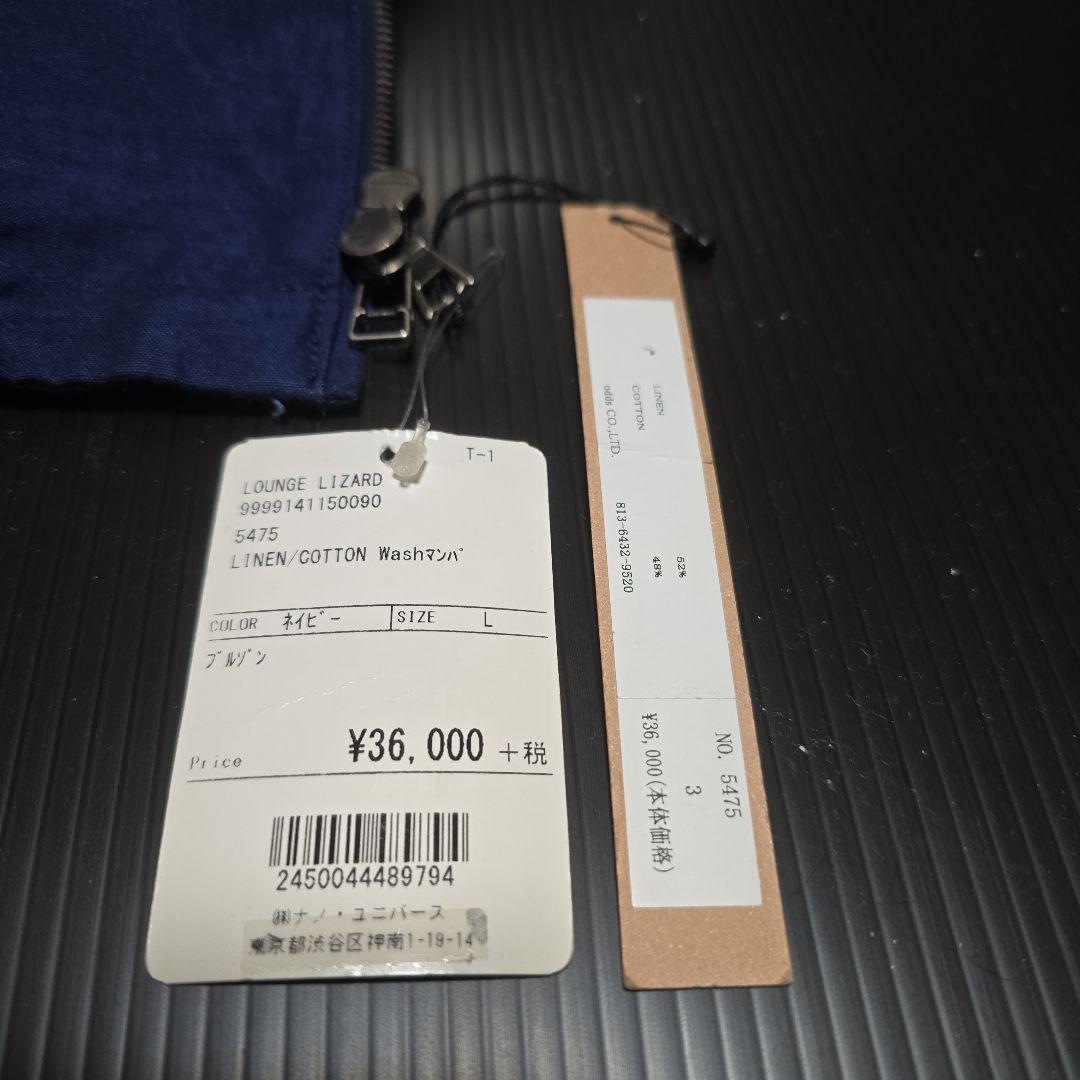 T-1
LOUNGE LIZARD
9999141150090
5475
LINEN/COTTON Washﾏﾝﾊﾟ
COLOR ﾈｲﾋﾞｰ SIZE L
ﾌﾞﾙｿﾞﾝ
Price ¥36,000 +税
2450044489794
㈱ナノ・ユニバース
東京都渋谷区神南1-19-14
NO. 5475
3
¥36,000(本体価格)
LINEN 52%
COTTON 48%
odds CO.,LTD. 813-6432-9520